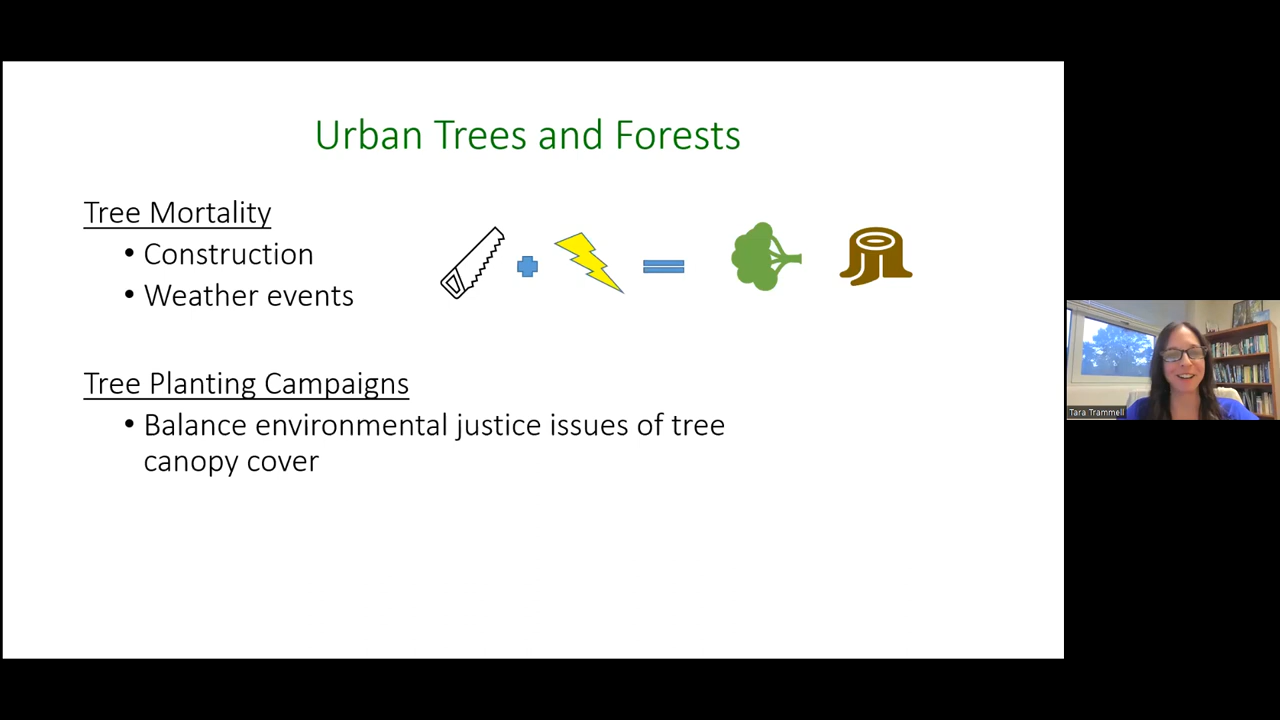 Urban Trees and Forests
Tree Mortality
• Construction
• Weather events
Tree Planting Campaigns
• Balance environmental justice issues of tree
canopy cover
Tara Trammell